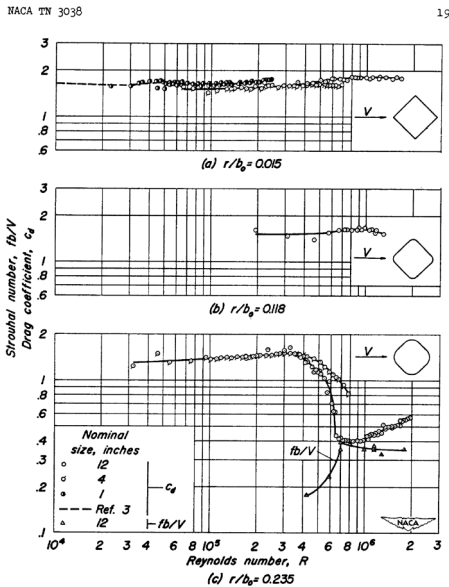 NACA TN 3038 19
3
2
1
.8
.6
V
(a) r/b₀=0.015
3
2
1
.8
.6
V
(b) r/b₀=0.118
Strouhal number, fb/V
Drag coefficient, c_d
2
1
.8
.6
.4
.3
.2
.1
V
fb/V
Nominal
size, inches
12
4
1
c_d
Ref. 3
12 fb/V
NACA
10⁴ 2 3 4 6 8 10⁵ 2 3 4 6 8 10⁶ 2 3
Reynolds number, R
(c) r/b₀=0.235